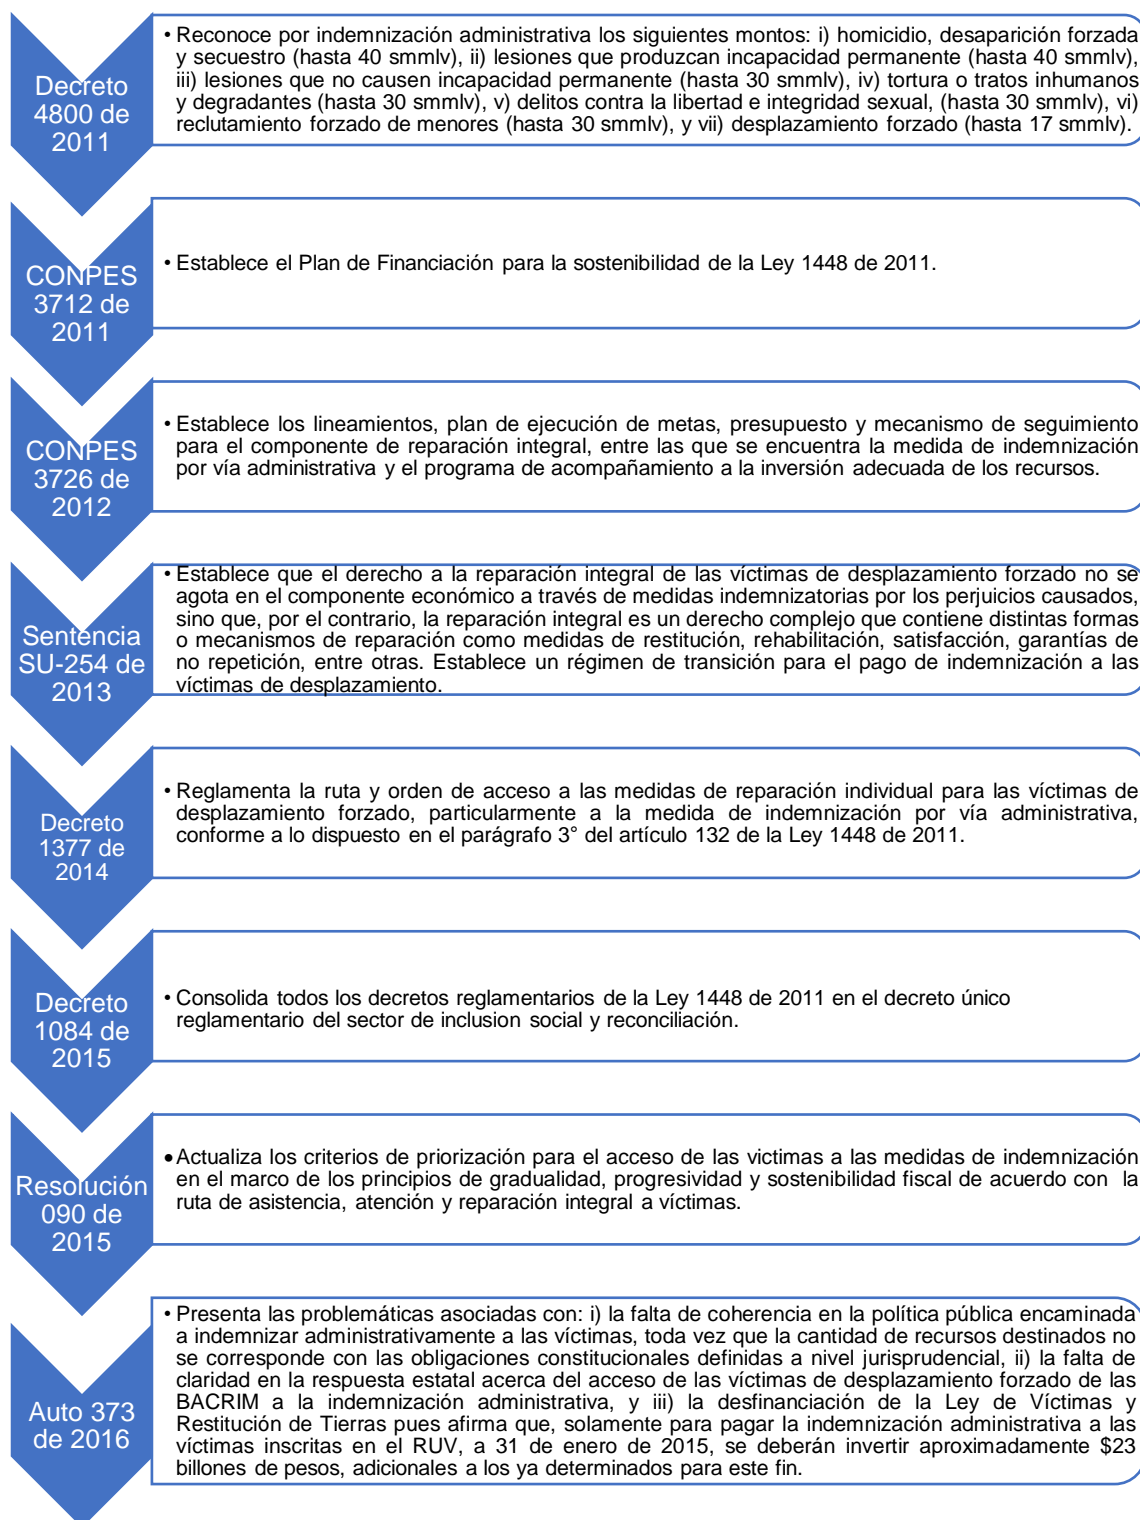 Decreto
4800 de
2011
• Reconoce por indemnización administrativa los siguientes montos: i) homicidio, desaparición forzada
y secuestro (hasta 40 smmlv), ii) lesiones que produzcan incapacidad permanente (hasta 40 smmlv),
iii) lesiones que no causen incapacidad permanente (hasta 30 smmlv), iv) tortura o tratos inhumanos
y degradantes (hasta 30 smmlv), v) delitos contra la libertad e integridad sexual, (hasta 30 smmlv), vi)
reclutamiento forzado de menores (hasta 30 smmlv), y vii) desplazamiento forzado (hasta 17 smmlv).
CONPES
3712 de
2011
• Establece el Plan de Financiación para la sostenibilidad de la Ley 1448 de 2011.
CONPES
3726 de
2012
• Establece los lineamientos, plan de ejecución de metas, presupuesto y mecanismo de seguimiento
para el componente de reparación integral, entre las que se encuentra la medida de indemnización
por vía administrativa y el programa de acompañamiento a la inversión adecuada de los recursos.
Sentencia
SU-254 de
2013
• Establece que el derecho a la reparación integral de las víctimas de desplazamiento forzado no se
agota en el componente económico a través de medidas indemnizatorias por los perjuicios causados,
sino que, por el contrario, la reparación integral es un derecho complejo que contiene distintas formas
o mecanismos de reparación como medidas de restitución, rehabilitación, satisfacción, garantías de
no repetición, entre otras. Establece un régimen de transición para el pago de indemnización a las
víctimas de desplazamiento.
Decreto
1377 de
2014
• Reglamenta la ruta y orden de acceso a las medidas de reparación individual para las víctimas de
desplazamiento forzado, particularmente a la medida de indemnización por vía administrativa,
conforme a lo dispuesto en el parágrafo 3° del artículo 132 de la Ley 1448 de 2011.
Decreto
1084 de
2015
• Consolida todos los decretos reglamentarios de la Ley 1448 de 2011 en el decreto único
reglamentario del sector de inclusion social y reconciliación.
Resolución
090 de
2015
• Actualiza los criterios de priorización para el acceso de las victimas a las medidas de indemnización
en el marco de los principios de gradualidad, progresividad y sostenibilidad fiscal de acuerdo con la
ruta de asistencia, atención y reparación integral a víctimas.
Auto 373
de 2016
• Presenta las problemáticas asociadas con: i) la falta de coherencia en la política pública encaminada
a indemnizar administrativamente a las víctimas, toda vez que la cantidad de recursos destinados no
se corresponde con las obligaciones constitucionales definidas a nivel jurisprudencial, ii) la falta de
claridad en la respuesta estatal acerca del acceso de las víctimas de desplazamiento forzado de las
BACRIM a la indemnización administrativa, y iii) la desfinanciación de la Ley de Víctimas y
Restitución de Tierras pues afirma que, solamente para pagar la indemnización administrativa a las
víctimas inscritas en el RUV, a 31 de enero de 2015, se deberán invertir aproximadamente $23
billones de pesos, adicionales a los ya determinados para este fin.